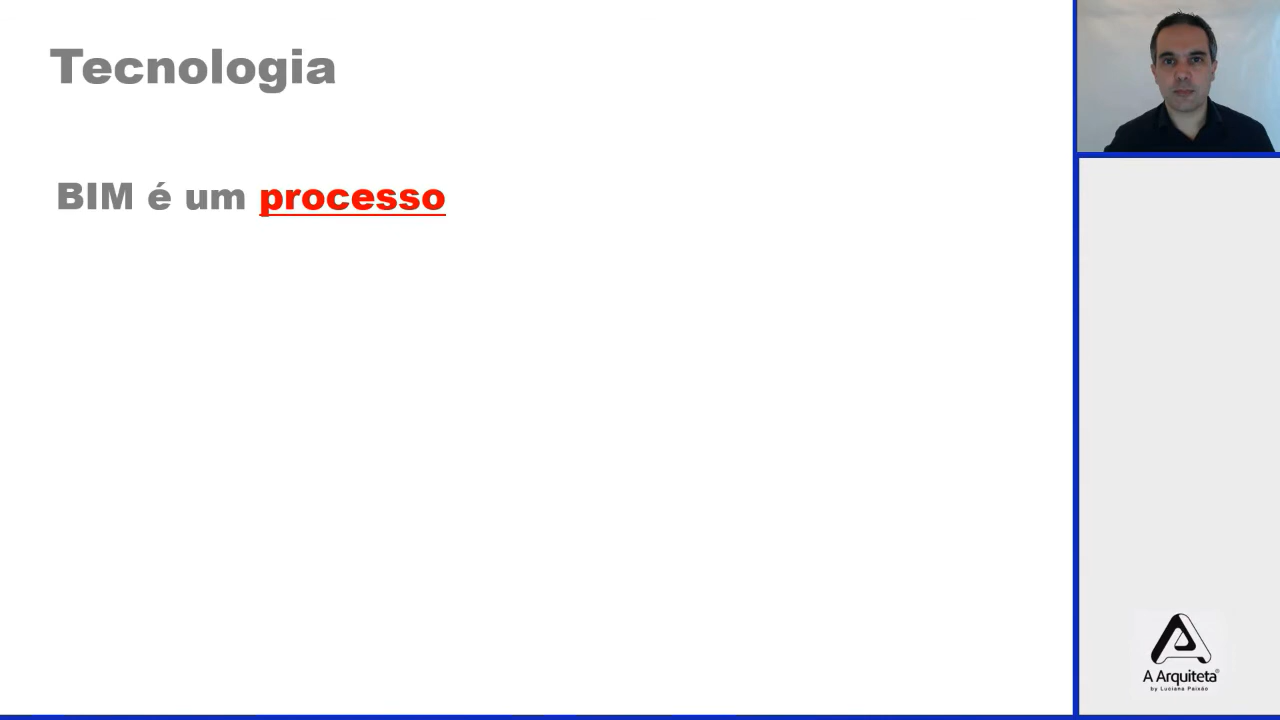 Tecnologia
BIM é um processo
A Arquiteta®
by Luciana Paixão